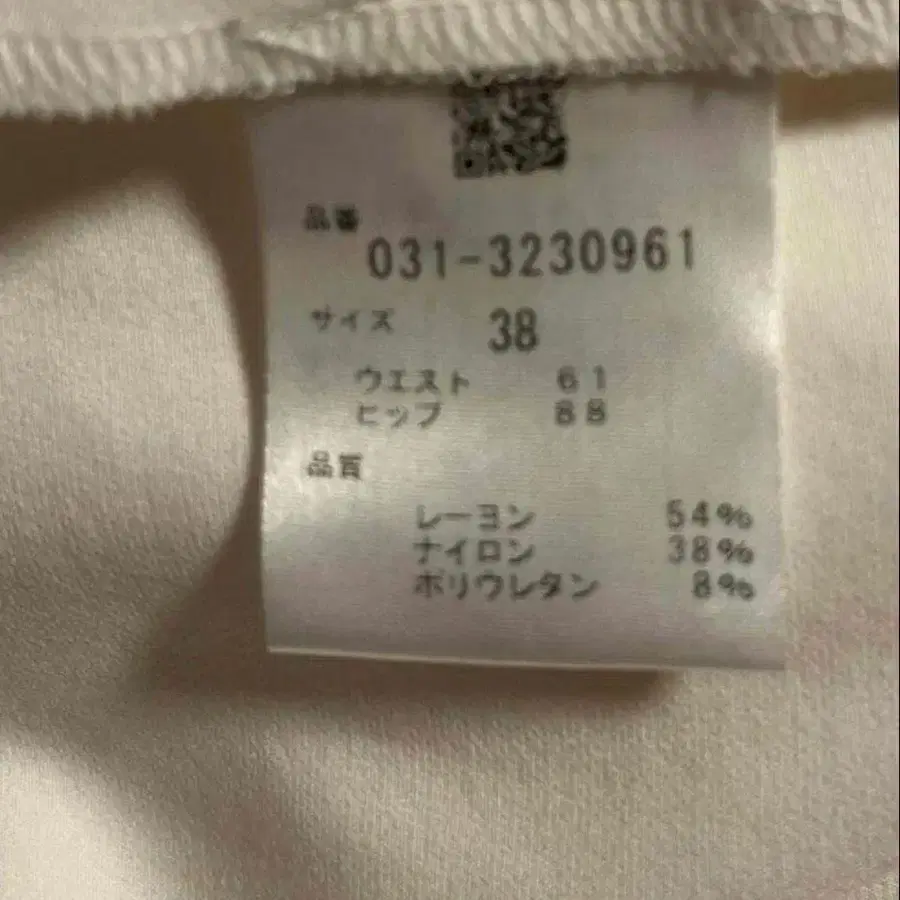 品番
031-3230961
サイズ 38
ウエスト 61
ヒップ 88
品質
レーヨン 54%
ナイロン 38%
ポリウレタン 8%